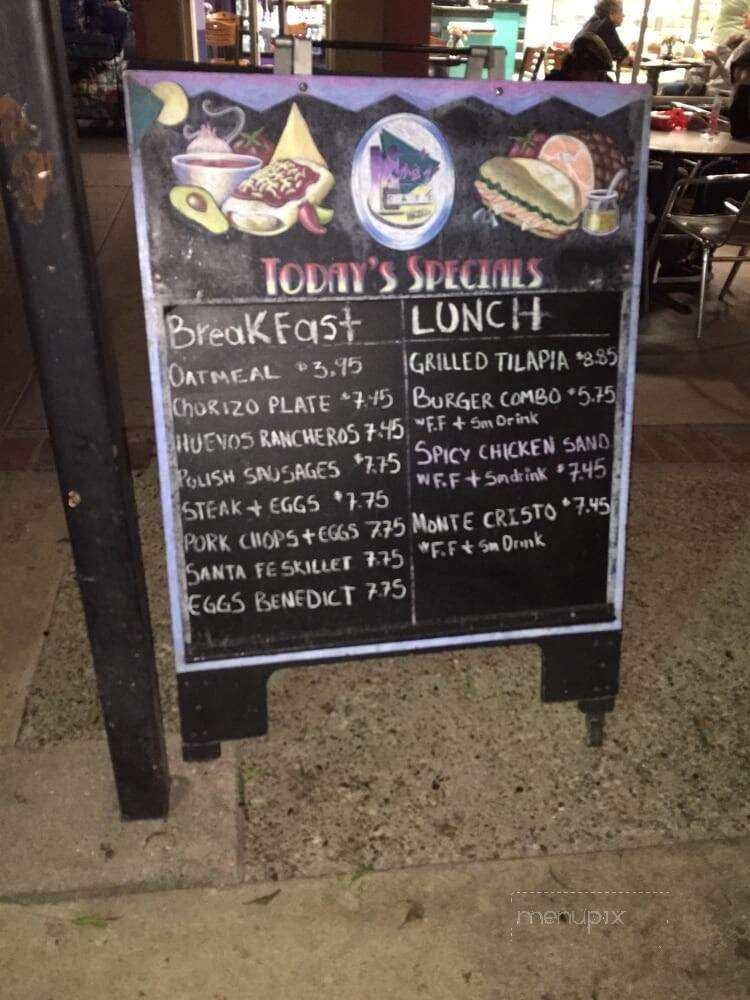 CAFE
TODAY'S SPECIALS
BreaKFast
OATMEAL $3.95
CHORIZO PLATE $7.45
HUEVOS RANCHEROS 7.45
POLISH SAUSAGES $7.75
STEAK + EGGS $7.75
PORK CHOPS + EGGS 7.75
SANTA FE SKILLET 7.75
EGGS BENEDICT 7.75
LUNCH
GRILLED TILAPIA $8.85
BURGER COMBO $5.75
w F.F + Sm Drink
SPICY CHICKEN SAND
w F.F + Sm drink $7.45
MONTE CRISTO $7.45
w F.F + Sm Drink
menupix